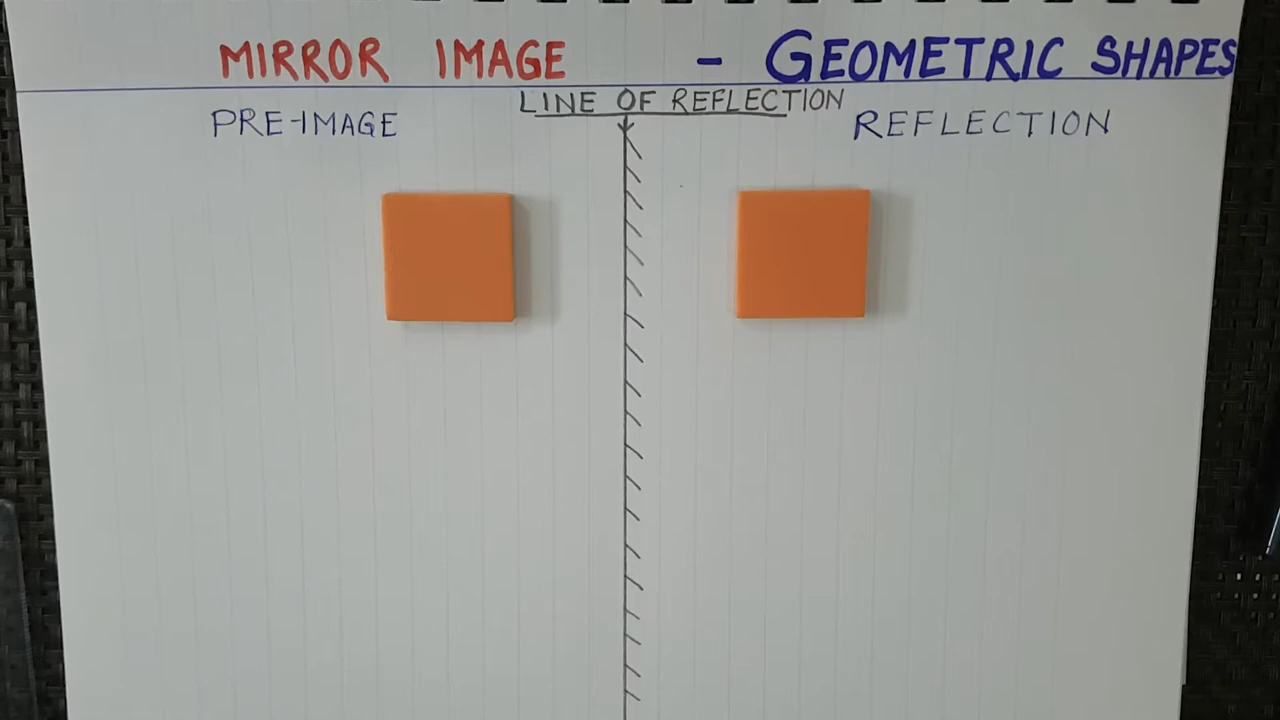 MIRROR IMAGE - GEOMETRIC SHAPES
LINE OF REFLECTION
PRE-IMAGE
REFLECTION